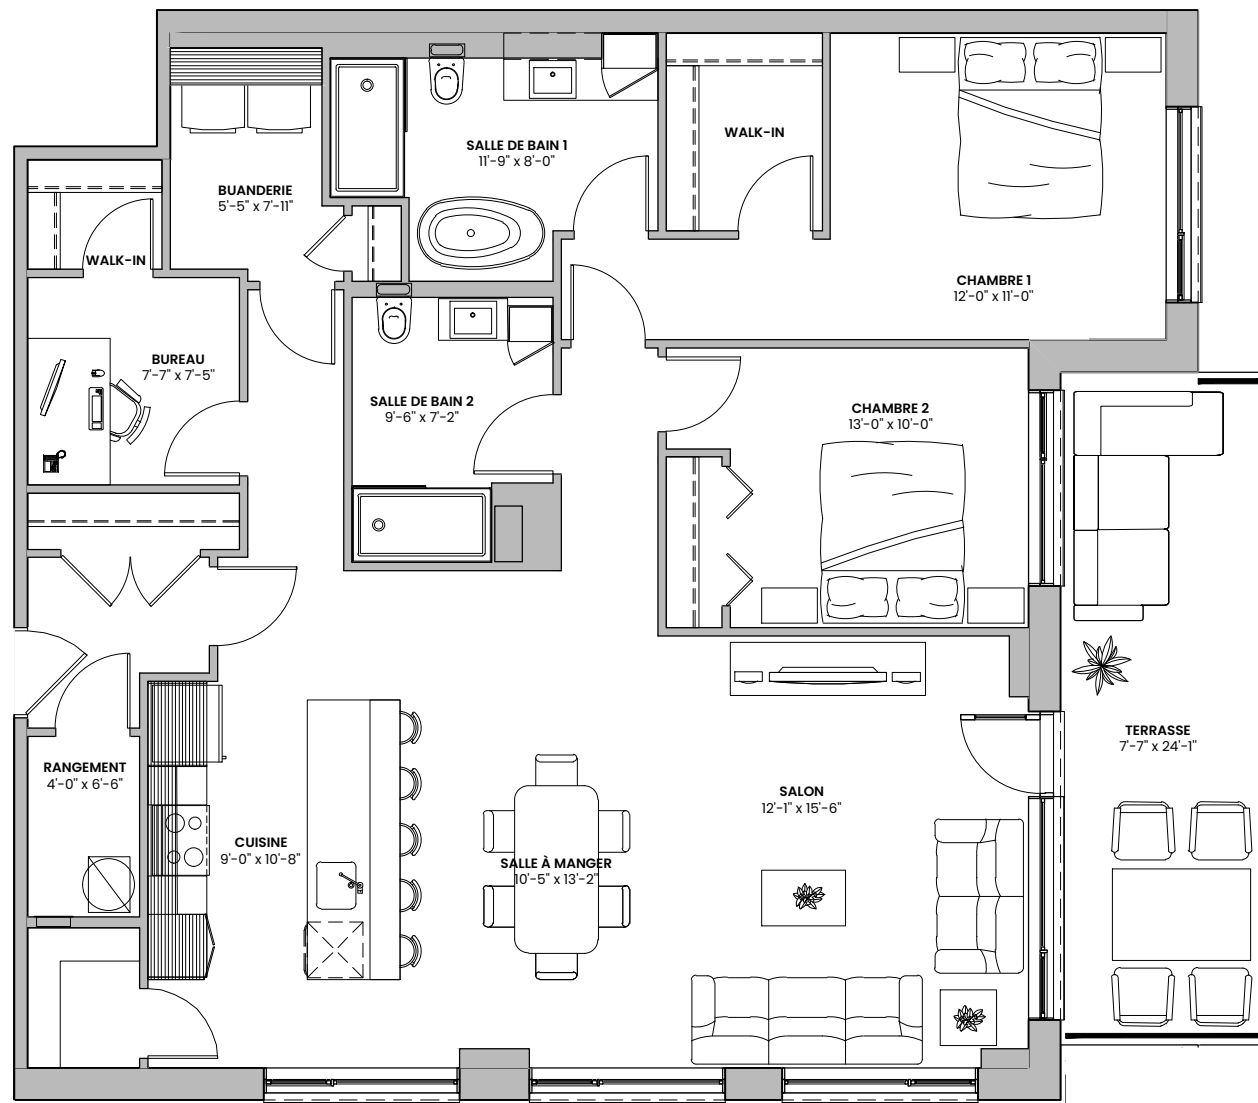 SALLE DE BAIN 1
11'-9" x 8'-0"
WALK-IN
BUANDERIE
5'-5" x 7'-11"
WALK-IN
CHAMBRE 1
12'-0" x 11'-0"
BUREAU
7'-7" x 7'-5"
SALLE DE BAIN 2
9'-6" x 7'-2"
CHAMBRE 2
13'-0" x 10'-0"
TERRASSE
7'-7" x 24'-1"
RANGEMENT
4'-0" x 6'-6"
SALON
12'-1" x 15'-6"
CUISINE
9'-0" x 10'-8"
SALLE À MANGER
10'-5" x 13'-2"